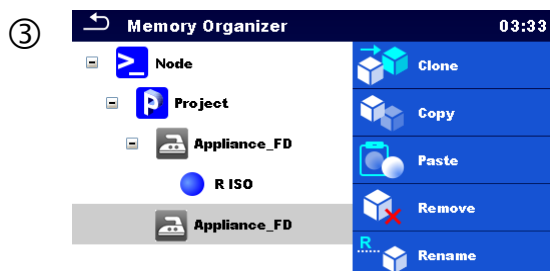 ③
Memory Organizer 03:33
Node
Project
Appliance_FD
R ISO
Appliance_FD
Clone
Copy
Paste
Remove
R
Rename